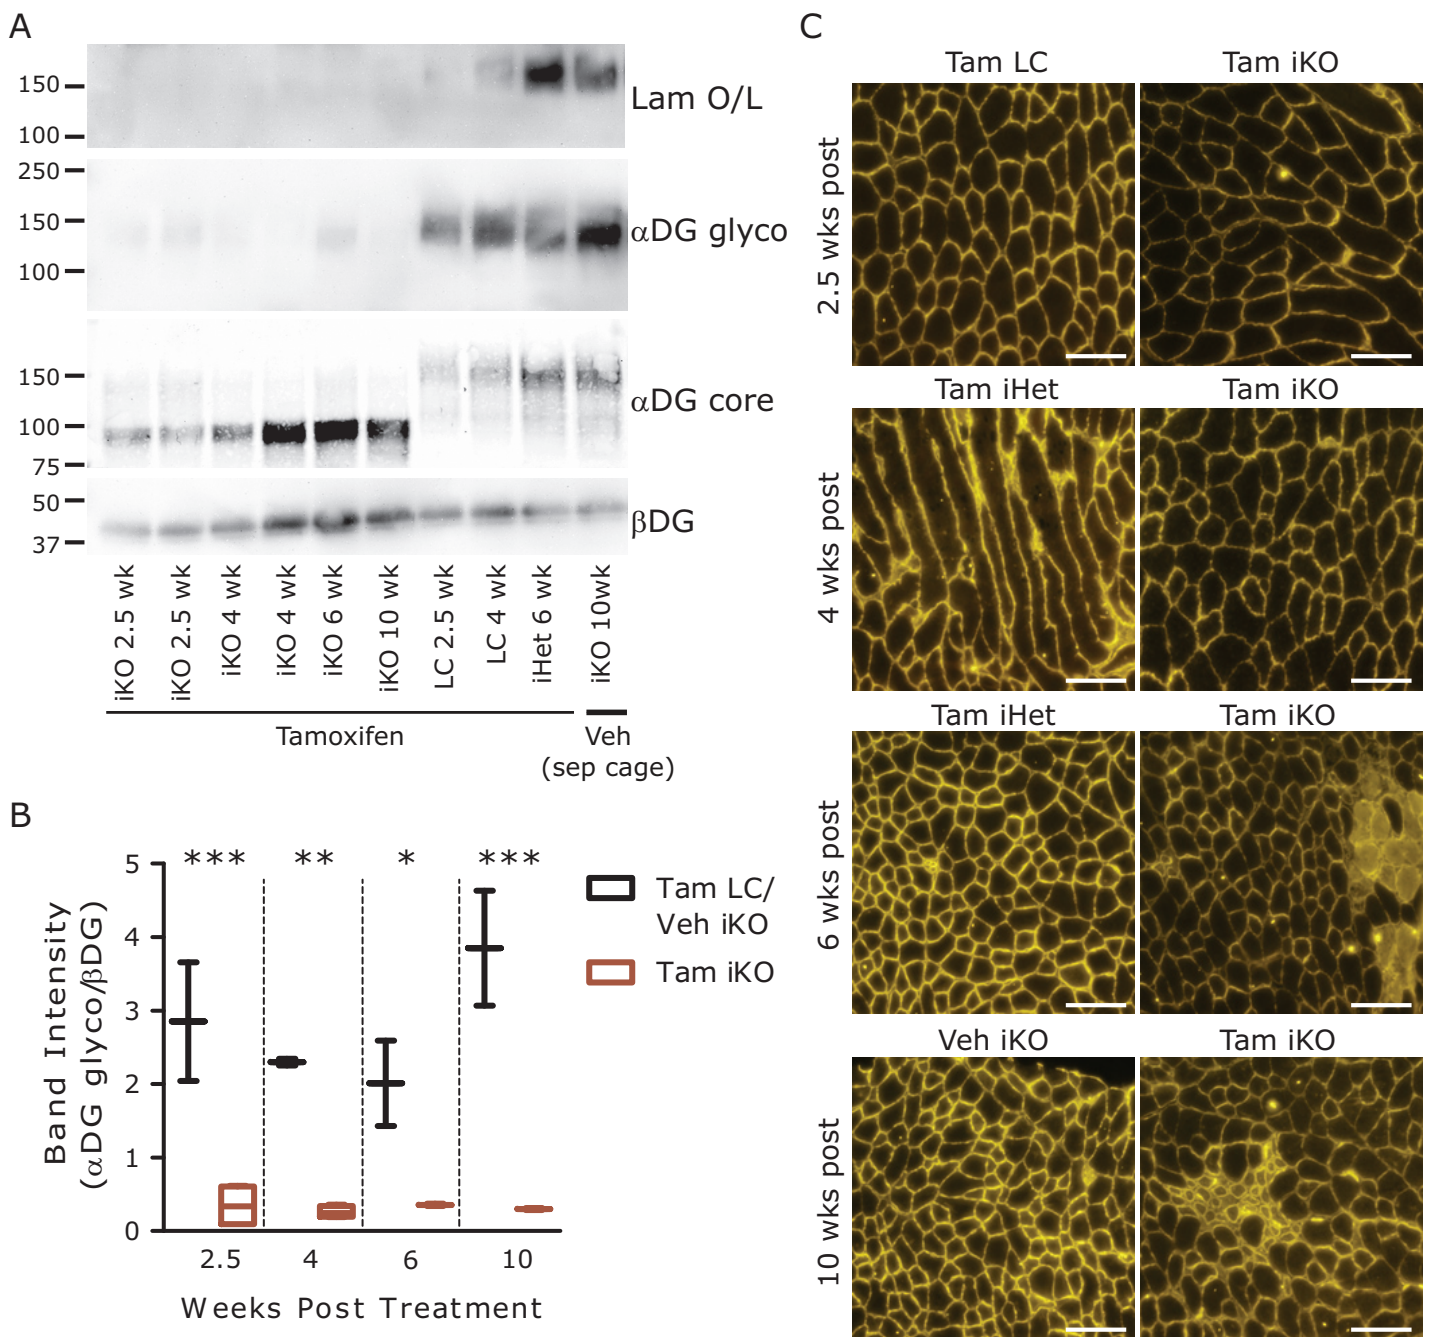 A
150
100
Lam O/L
250
150
100
αDG glyco
150
100
75
αDG core
50
37
βDG
iKO 2.5 wk
iKO 2.5 wk
iKO 4 wk
iKO 4 wk
iKO 6 wk
iKO 10 wk
LC 2.5 wk
LC 4 wk
iHet 6 wk
iKO 10wk
Tamoxifen
Veh
(sep cage)
B
Band Intensity
(αDG glyco/βDG)
5
4
3
2
1
0
***
**
*
***
2.5
4
6
10
Weeks Post Treatment
Tam LC/
Veh iKO
Tam iKO
C
Tam LC
Tam iKO
2.5 wks post
Tam iHet
Tam iKO
4 wks post
Tam iHet
Tam iKO
6 wks post
Veh iKO
Tam iKO
10 wks post